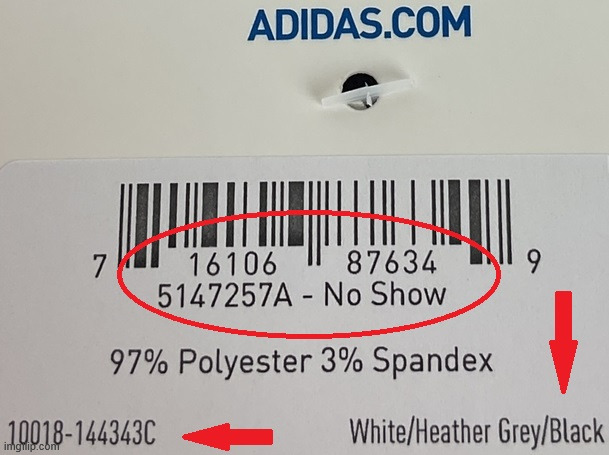 ADIDAS.COM
7 16106 87634 9
5147257A - No Show
97% Polyester 3% Spandex
10018-144343C White/Heather Grey/Black
imgflip.com